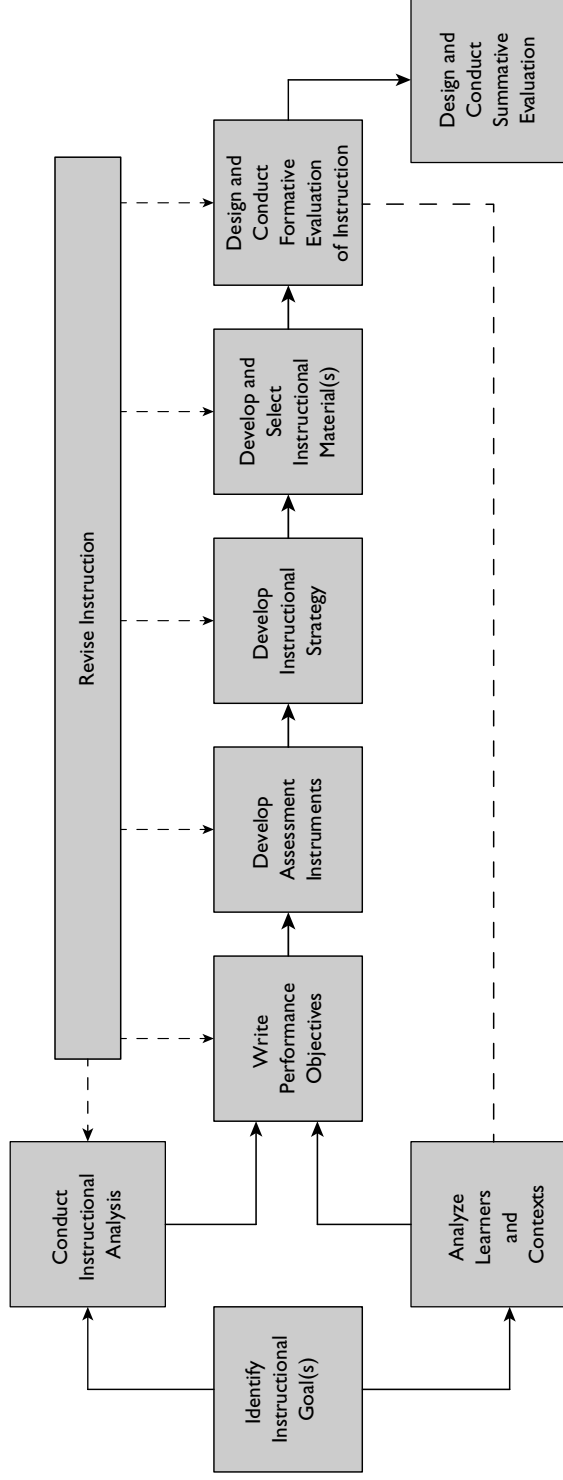 Revise Instruction
Conduct
Instructional
Analysis
Identify
Instructional
Goal(s)
Analyze
Learners
and
Contexts
Write
Performance
Objectives
Develop
Assessment
Instruments
Develop
Instructional
Strategy
Develop and
Select
Instructional
Material(s)
Design and
Conduct
Formative
Evaluation
of Instruction
Design and
Conduct
Summative
Evaluation